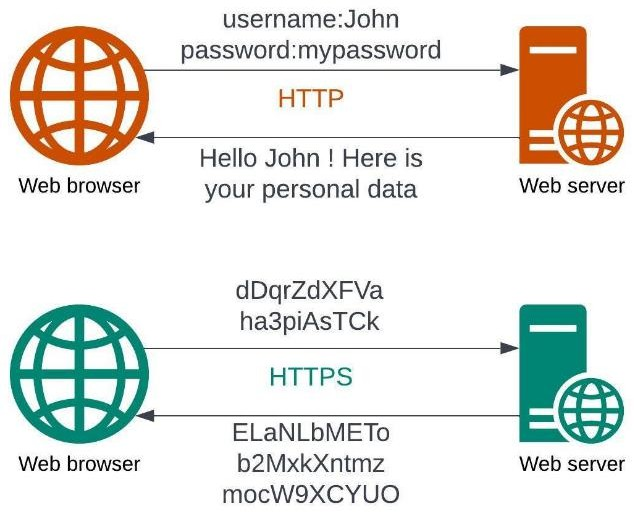 username:John
password:mypassword
HTTP
Hello John ! Here is
your personal data
Web browser
Web server
dDqrZdXFVa
ha3piAsTCk
HTTPS
ELaNLbMETo
b2MxkXntmz
mocW9XCYUO
Web browser
Web server